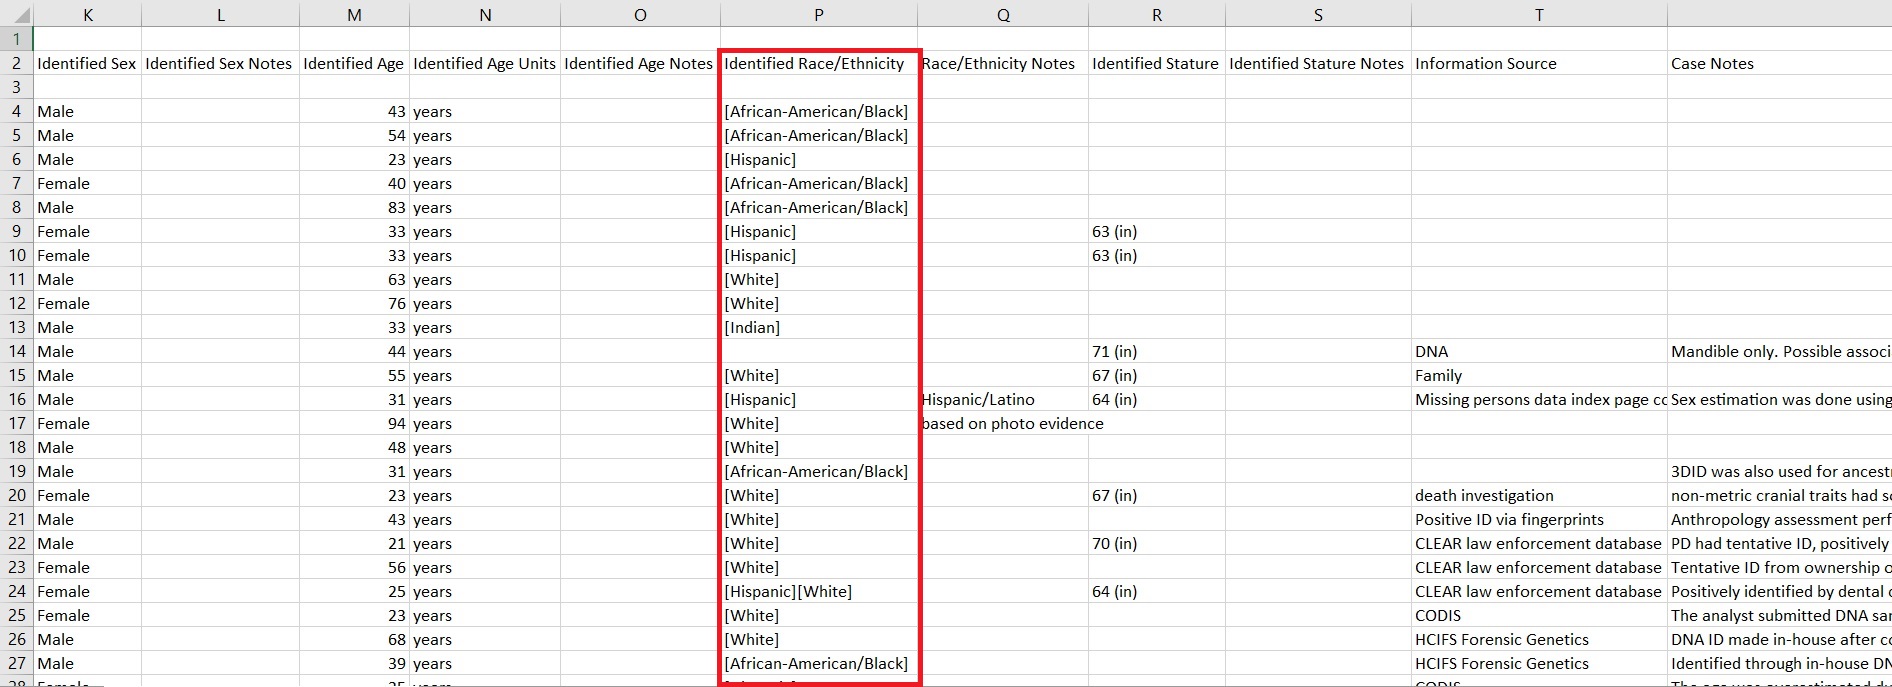 K L M N O P Q R S T
1
2 Identified Sex Identified Sex Notes Identified Age Identified Age Units Identified Age Notes Identified Race/Ethnicity Race/Ethnicity Notes Identified Stature Identified Stature Notes Information Source Case Notes
3
4 Male 43 years [African-American/Black]
5 Male 54 years [African-American/Black]
6 Male 23 years [Hispanic]
7 Female 40 years [African-American/Black]
8 Male 83 years [African-American/Black]
9 Female 33 years [Hispanic] 63 (in)
10 Female 33 years [Hispanic] 63 (in)
11 Male 63 years [White]
12 Female 76 years [White]
13 Male 33 years [Indian]
14 Male 44 years 71 (in) DNA Mandible only. Possible associ
15 Male 55 years [White] 67 (in) Family
16 Male 31 years [Hispanic] Hispanic/Latino 64 (in) Missing persons data index page cc Sex estimation was done using
17 Female 94 years [White] based on photo evidence
18 Male 48 years [White]
19 Male 31 years [African-American/Black] 3DID was also used for ancest
20 Female 23 years [White] 67 (in) death investigation non-metric cranial traits had s
21 Male 43 years [White] Positive ID via fingerprints Anthropology assessment perf
22 Male 21 years [White] 70 (in) CLEAR law enforcement database PD had tentative ID, positively
23 Female 56 years [White] CLEAR law enforcement database Tentative ID from ownership o
24 Female 25 years [Hispanic][White] 64 (in) CLEAR law enforcement database Positively identified by dental
25 Female 23 years [White] CODIS The analyst submitted DNA sa
26 Male 68 years [White] HCIFS Forensic Genetics DNA ID made in-house after c
27 Male 39 years [African-American/Black] HCIFS Forensic Genetics Identified through in-house DN